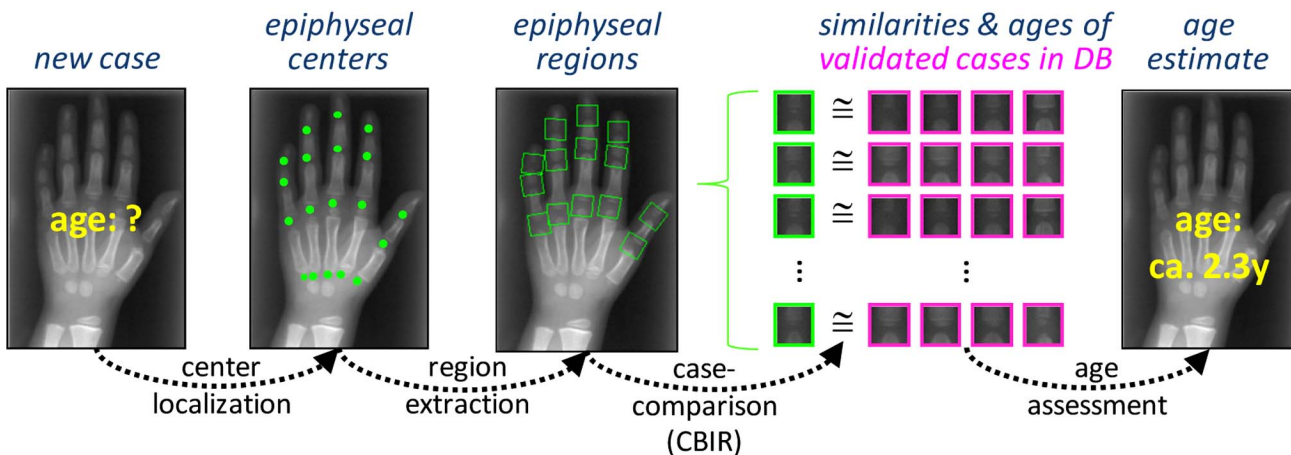 new case
epiphyseal
centers
epiphyseal
regions
similarities & ages of
validated cases in DB
age
estimate
age: ?
≅
≅
≅
⋮
⋮
≅
age:
ca. 2.3y
center
localization
region
extraction
case-
comparison
(CBIR)
age
assessment